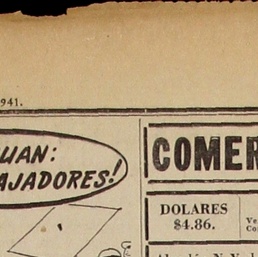 941.
UAN:
AJADORES!
COMER
DOLARES
$4.86.